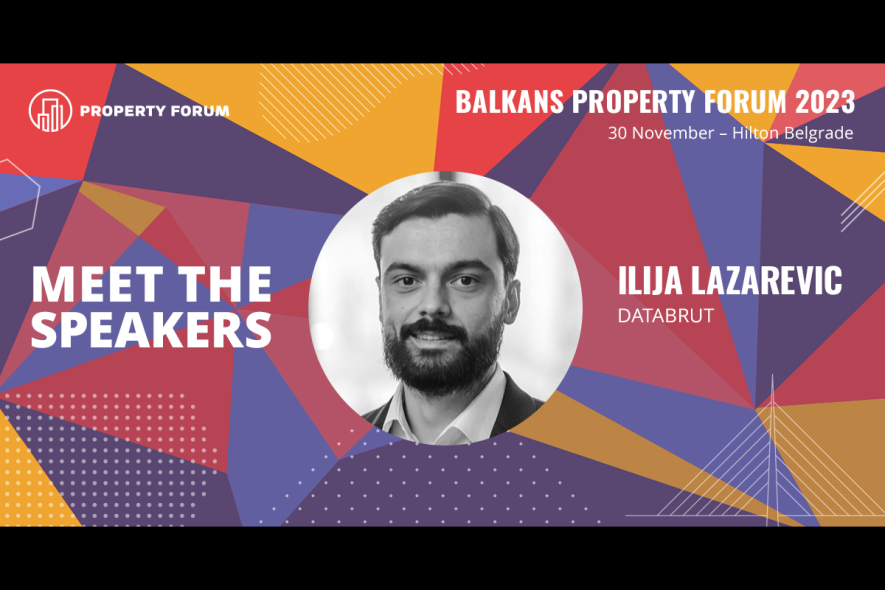 PROPERTY FORUM
BALKANS PROPERTY FORUM 2023
30 November – Hilton Belgrade
MEET THE
SPEAKERS
ILIJA LAZAREVIC
DATABRUT